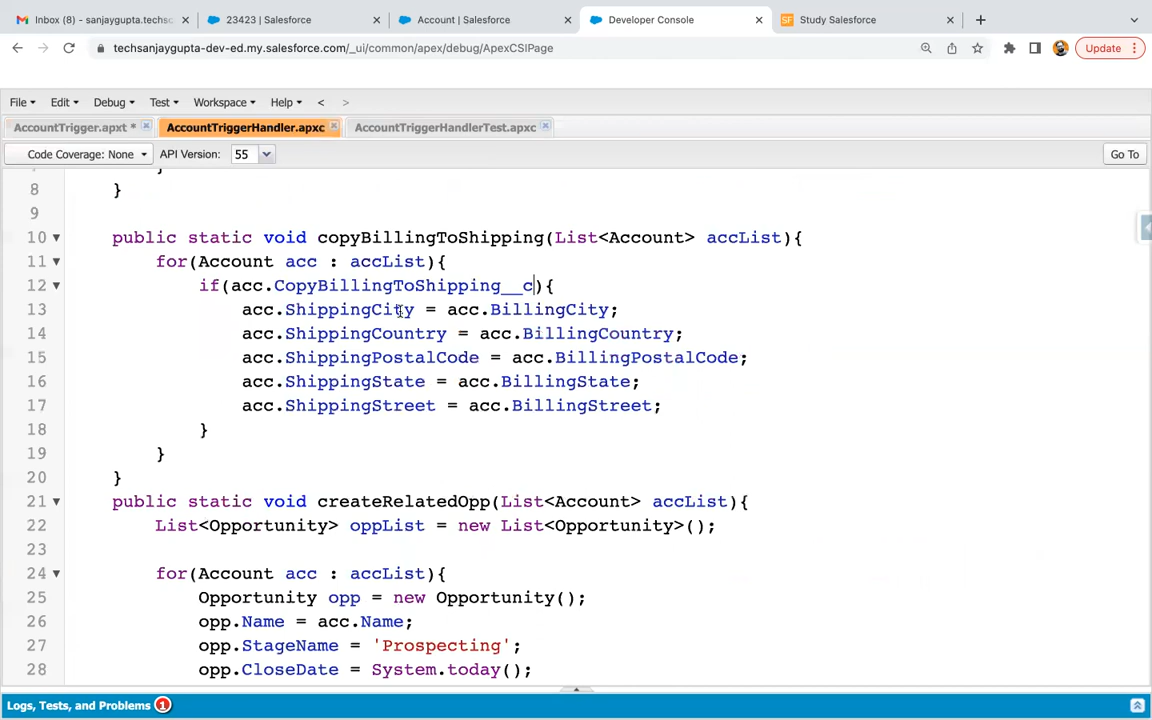 Inbox (3) - sanjaygupta.techsc
23423 | Salesforce
Account | Salesforce
Developer Console
Study Salesforce
techsanjaygupta-dev-ed.my.salesforce.com/_ui/common/apex/debug/ApexCSIPage
Update
File Edit Debug Test Workspace Help < >
AccountTrigger.apxt * AccountTriggerHandler.apxc AccountTriggerHandlerTest.apxc
Code Coverage: None API Version: 55 Go To
8 }
9
10 public static void copyBillingToShipping(List<Account> accList){
11 for(Account acc : accList){
12 if(acc.CopyBillingToShipping__c){
13 acc.ShippingCity = acc.BillingCity;
14 acc.ShippingCountry = acc.BillingCountry;
15 acc.ShippingPostalCode = acc.BillingPostalCode;
16 acc.ShippingState = acc.BillingState;
17 acc.ShippingStreet = acc.BillingStreet;
18 }
19 }
20 }
21 public static void createRelatedOpp(List<Account> accList){
22 List<Opportunity> oppList = new List<Opportunity>();
23
24 for(Account acc : accList){
25 Opportunity opp = new Opportunity();
26 opp.Name = acc.Name;
27 opp.StageName = 'Prospecting';
28 opp.CloseDate = System.today();
Logs, Tests, and Problems 1